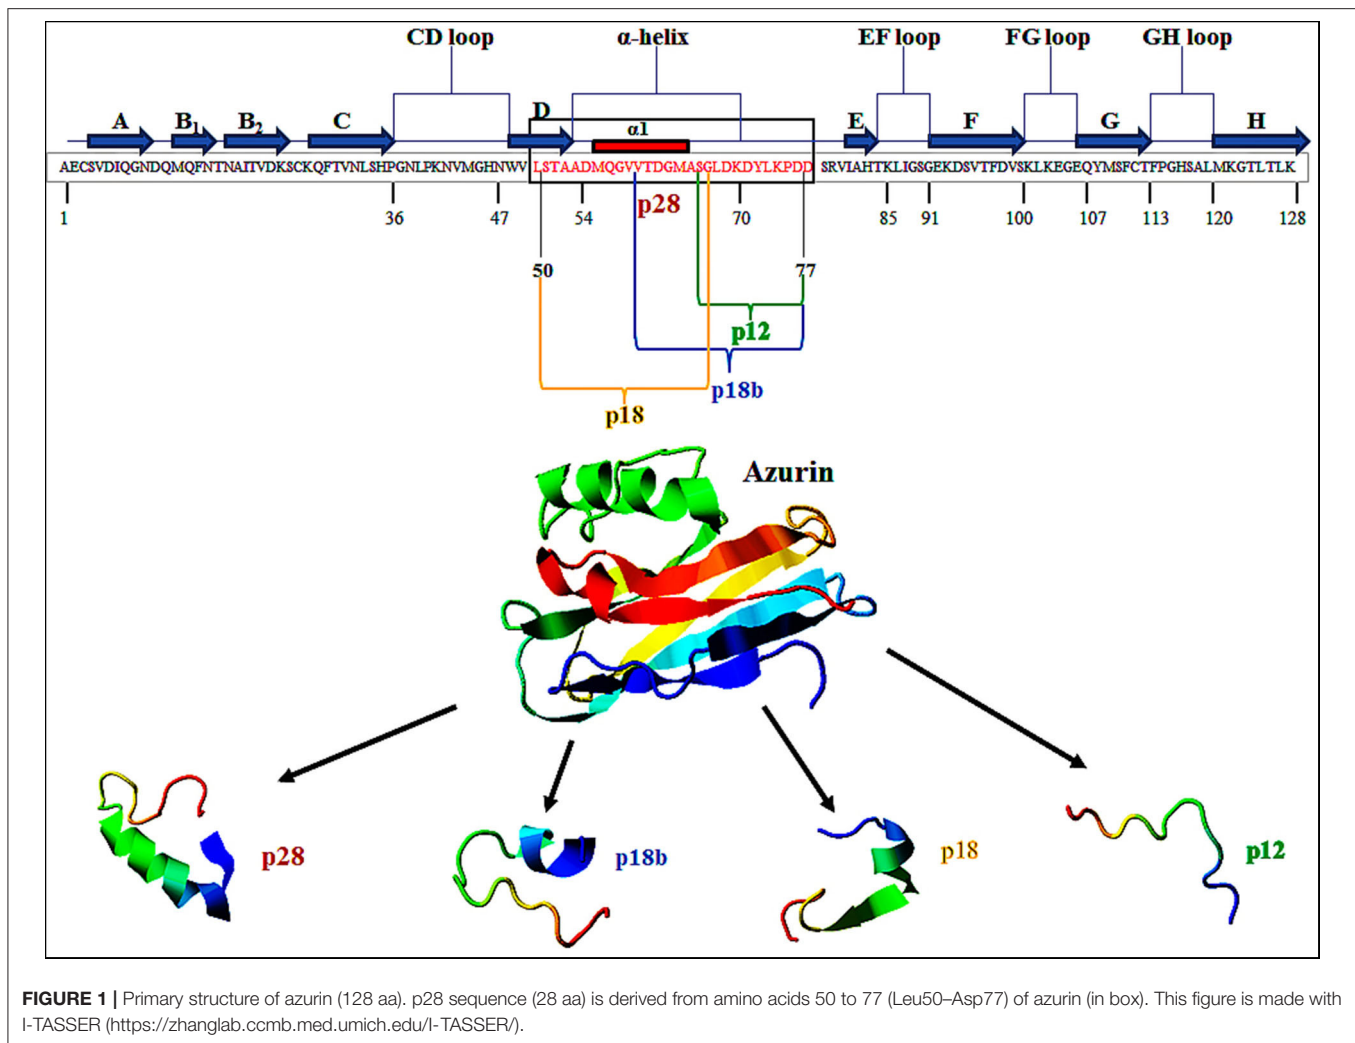 CD loop α-helix EF loop FG loop GH loop
A B1 B2 C D α1 E F G H
AECSVDIQGNDQMQFNTNAITVDKSCKQFTVNLSHPGNLPKNVMGHNWV LSTAADMQGVVTDGMASGLDKDYLKPDD SRVIAHTKLIGSGEKDSVTFDVSKLKEGEQYMSFCTFPGHSALMKGTLTLK
p28
1 36 47 54 70 85 91 100 107 113 120 128
50 77
p12
p18b
p18
Azurin
p28 p18b p18 p12
FIGURE 1 | Primary structure of azurin (128 aa). p28 sequence (28 aa) is derived from amino acids 50 to 77 (Leu50–Asp77) of azurin (in box). This figure is made with
I-TASSER (https://zhanglab.ccmb.med.umich.edu/I-TASSER/).